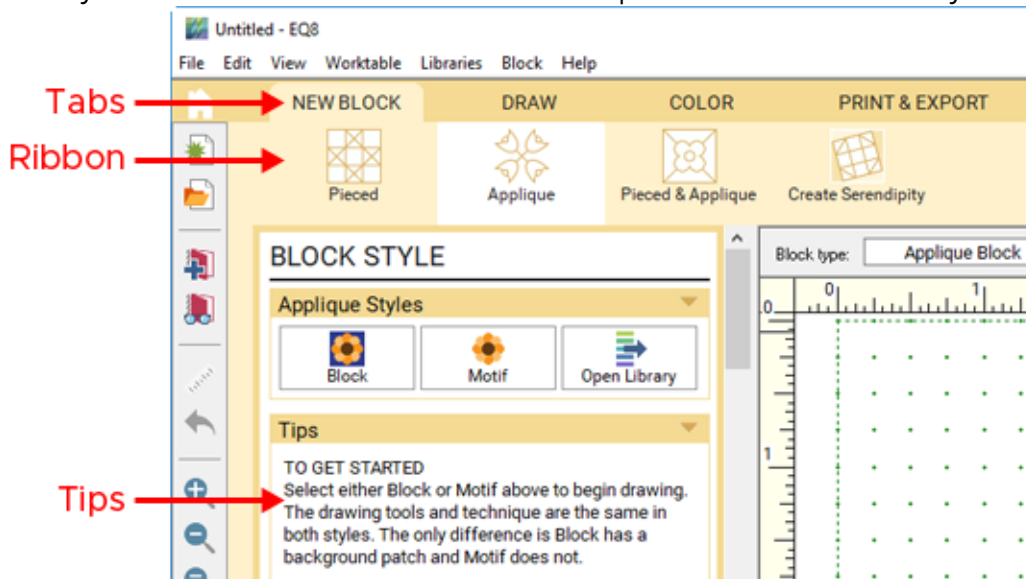 Untitled - EQ8
File Edit View Worktable Libraries Block Help
Tabs
NEW BLOCK DRAW COLOR PRINT & EXPORT
Ribbon
Pieced Applique Pieced & Applique Create Serendipity
BLOCK STYLE
Block type: Applique Block
Applique Styles
0 0 1
Block Motif Open Library
Tips
1
TO GET STARTED
Tips
Select either Block or Motif above to begin drawing.
The drawing tools and technique are the same in
both styles. The only difference is Block has a
background patch and Motif does not.